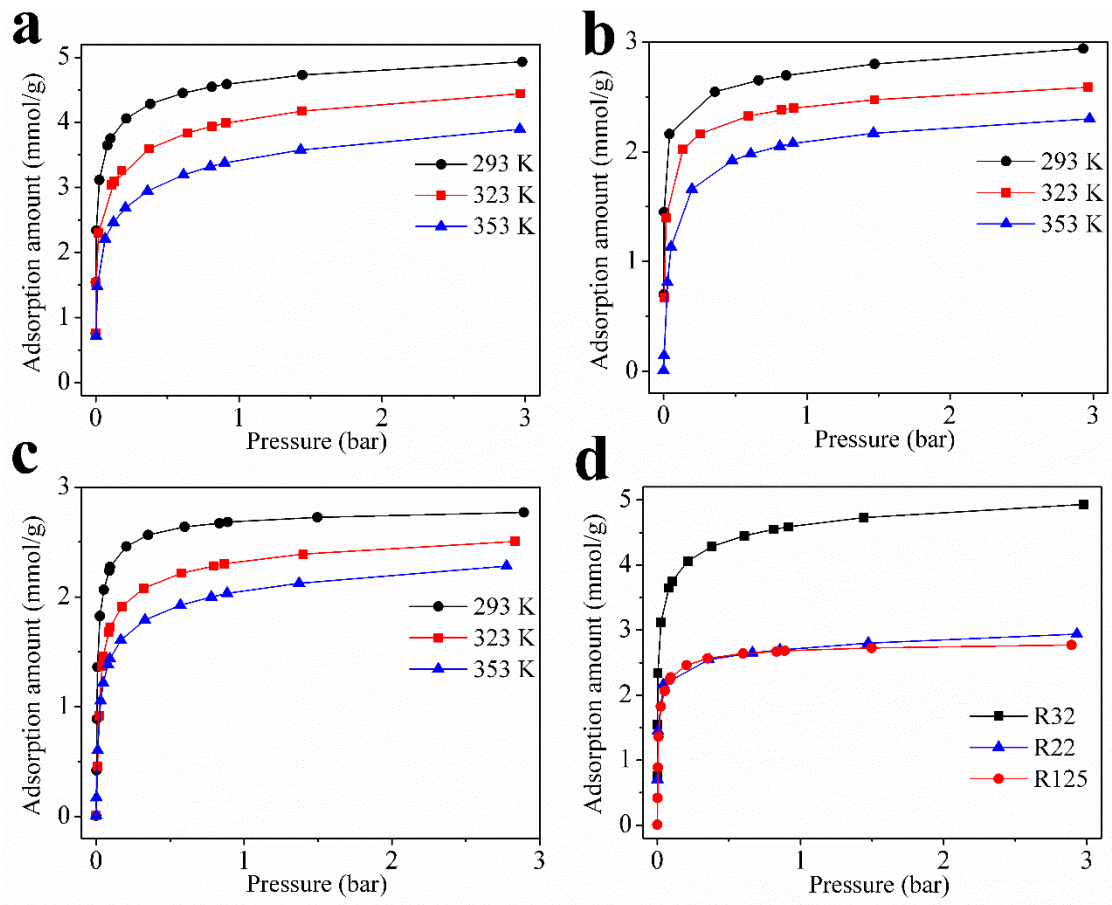 a
Adsorption amount (mmol/g)
5
4
3
2
1
0
293 K
323 K
353 K
0
1
2
3
Pressure (bar)
b
Adsorption amount (mmol/g)
3
2
1
0
293 K
323 K
353 K
0
1
2
3
Pressure (bar)
c
Adsorption amount (mmol/g)
3
2
1
0
293 K
323 K
353 K
0
1
2
3
Pressure (bar)
d
Adsorption amount (mmol/g)
5
4
3
2
1
0
R32
R22
R125
0
1
2
3
Pressure (bar)